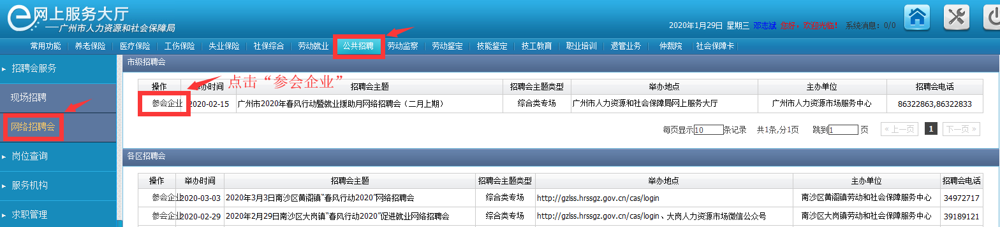 网上服务大厅
——广州市人力资源和社会保障局
2020年1月29日 星期三 邓志斌 你好，欢迎光临！ 系统消息：0/0
常用功能 养老保险 医疗保险 工伤保险 失业保险 社保综合 劳动就业 公共招聘 劳动监察 劳动鉴定 技能鉴定 技工教育 职业培训 退管业务 仲裁院 社会保障卡
招聘会服务
现场招聘
网络招聘会
岗位查询
服务机构
求职管理
市级招聘会
点击“参会企业”
操作 举办时间 招聘会主题 招聘会主题类型 举办地点 主办单位 招聘会电话
参会企业 2020-02-15 广州市2020年春风行动暨就业援助月网络招聘会（二月上期） 综合类专场 广州市人力资源和社会保障局网上服务大厅 广州市人力资源市场服务中心 86322863,86322833
每页显示10条记录 共1条,分1页 跳到1 页 « 上一页 1 下一页 »
各区招聘会
操作 举办时间 招聘会主题 招聘会主题类型 举办地点 主办单位 招聘会电话
参会企业 2020-03-03 2020年3月3日南沙区黄阁镇“春风行动2020”网络招聘会 综合类专场 http://gzlss.hrssgz.gov.cn/cas/login 南沙区黄阁镇劳动和社会保障服务中心 34972717
参会企业 2020-02-29 2020年2月29日南沙区大岗镇“春风行动2020”促进就业网络招聘会 综合类专场 http://gzlss.hrssgz.gov.cn/cas/login、大岗人力资源市场微信公众号 南沙区大岗镇劳动和社会保障服务中心 39189121